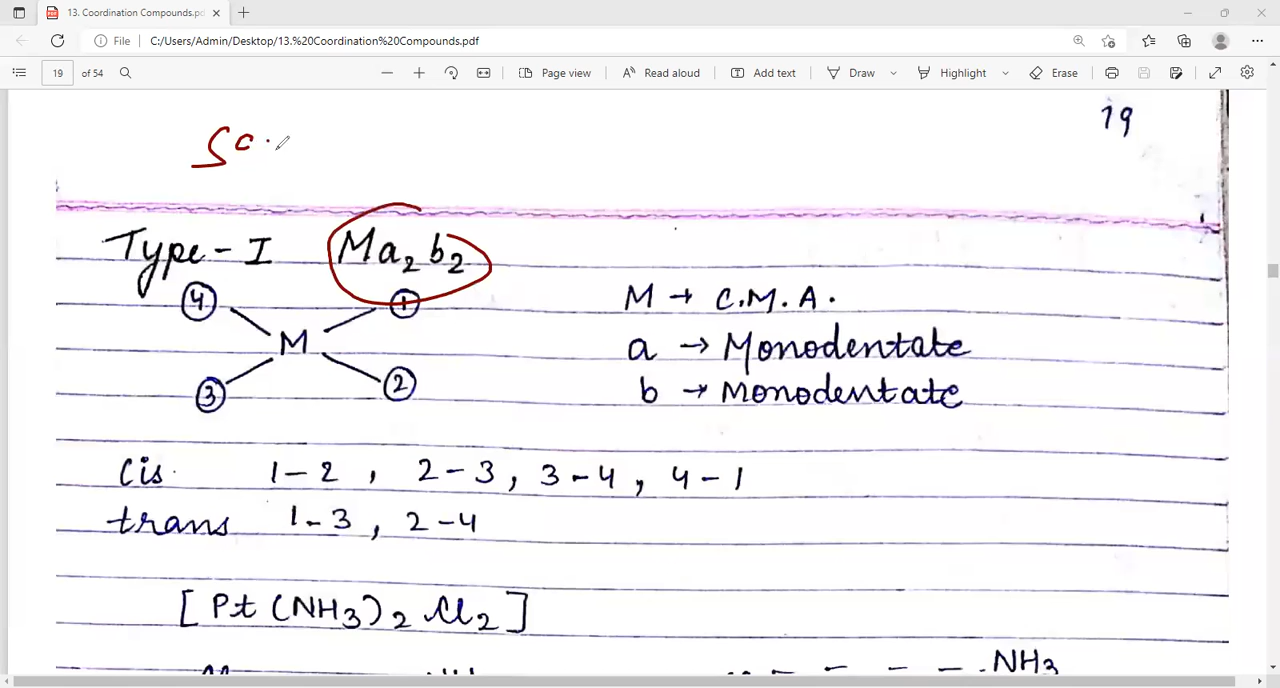 13. Coordination Compounds.pd
File C:/Users/Admin/Desktop/13.%20Coordination%20Compounds.pdf
19 of 54 Page view Read aloud Add text Draw Highlight Erase
19
Sc.
Type-I Ma₂b₂
④ ①
M
③ ②
M → C.M.A.
a → Monodentate
b → Monodentate
Cis 1-2, 2-3, 3-4, 4-1
trans 1-3, 2-4
[Pt(NH₃)₂Cl₂]
NH₃